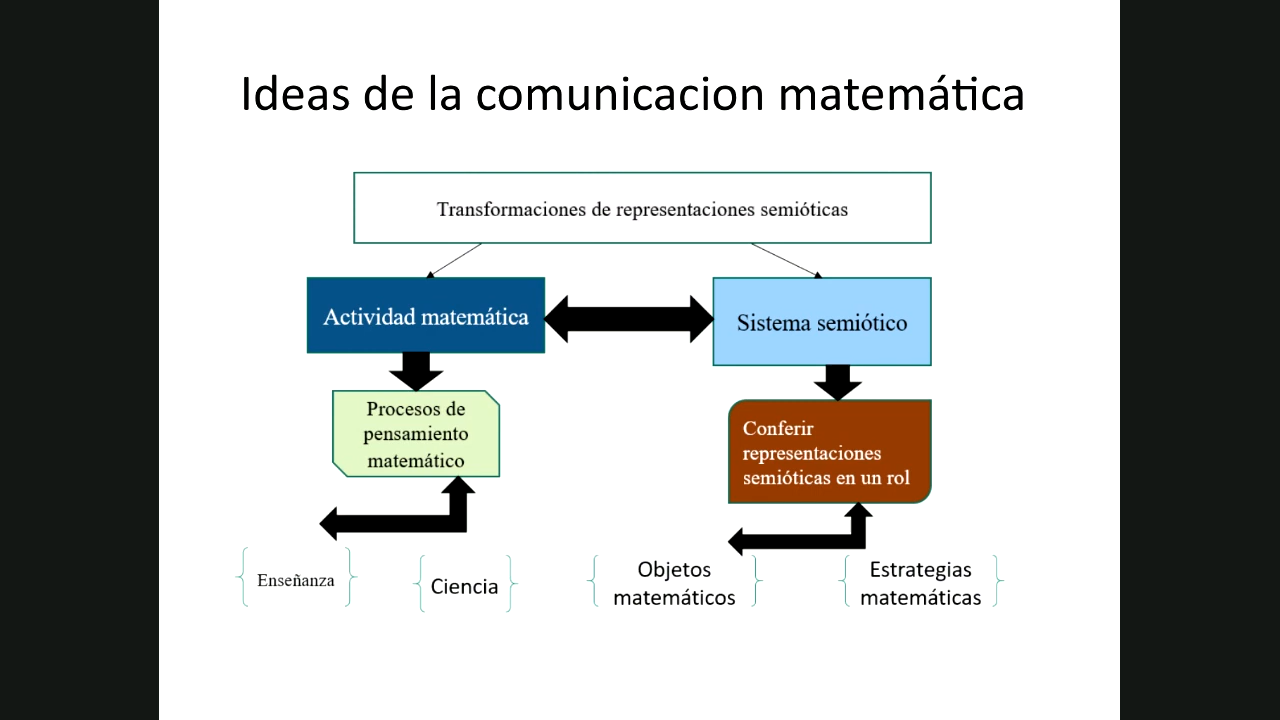 Ideas de la comunicacion matemática
Transformaciones de representaciones semióticas
Actividad matemática
Sistema semiótico
Procesos de
pensamiento
matemático
Conferir
representaciones
semióticas en un rol
Enseñanza
Ciencia
Objetos
matemáticos
Estrategias
matemáticas